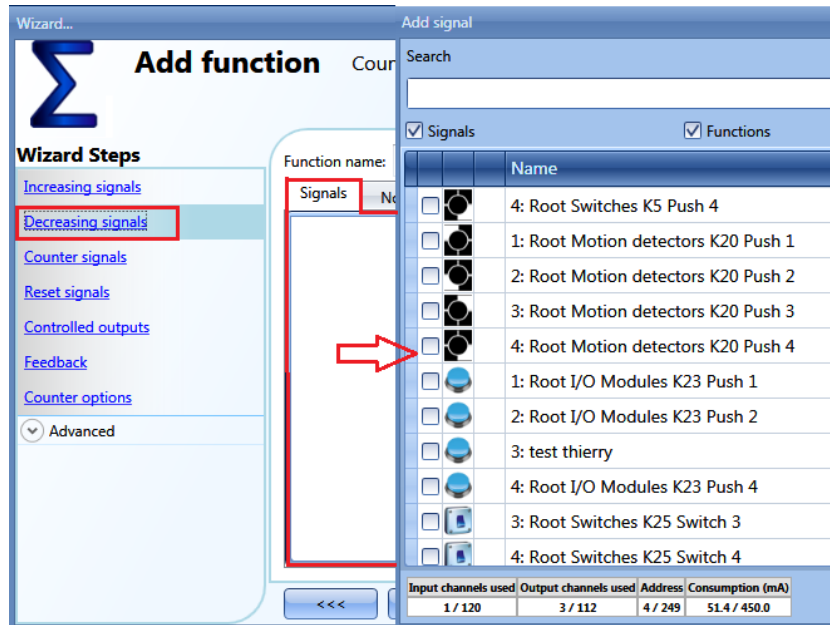 Wizard...
Add function Coun
Wizard Steps
Increasing signals
Decreasing signals
Counter signals
Reset signals
Controlled outputs
Feedback
Counter options
Advanced
Function name:
Signals No
<<<
Add signal
Search
Signals Functions
Name
4: Root Switches K5 Push 4
1: Root Motion detectors K20 Push 1
2: Root Motion detectors K20 Push 2
3: Root Motion detectors K20 Push 3
4: Root Motion detectors K20 Push 4
1: Root I/O Modules K23 Push 1
2: Root I/O Modules K23 Push 2
3: test thierry
4: Root I/O Modules K23 Push 4
3: Root Switches K25 Switch 3
4: Root Switches K25 Switch 4
Input channels used Output channels used Address Consumption (mA)
1 / 120 3 / 112 4 / 249 51.4 / 450.0